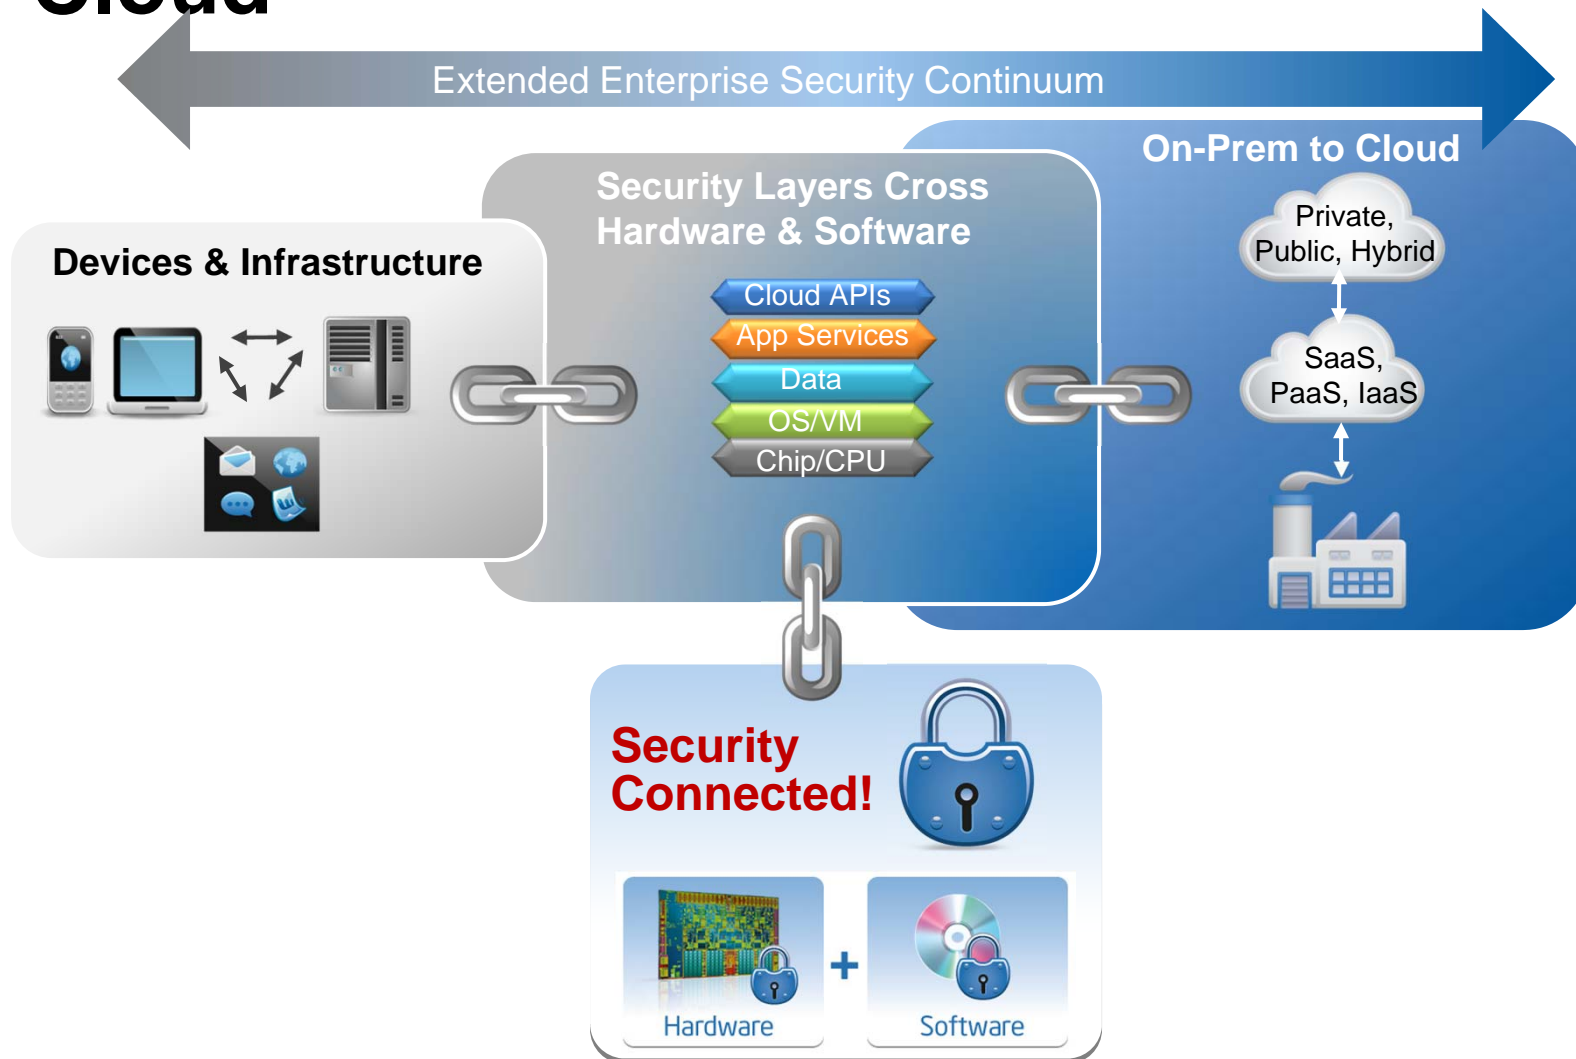 Cloud
Extended Enterprise Security Continuum
On-Prem to Cloud
Security Layers Cross
Hardware & Software
Devices & Infrastructure
Private,
Public, Hybrid
Cloud APIs
App Services
Data
OS/VM
Chip/CPU
SaaS,
PaaS, IaaS
Security
Connected!
+
Hardware
Software